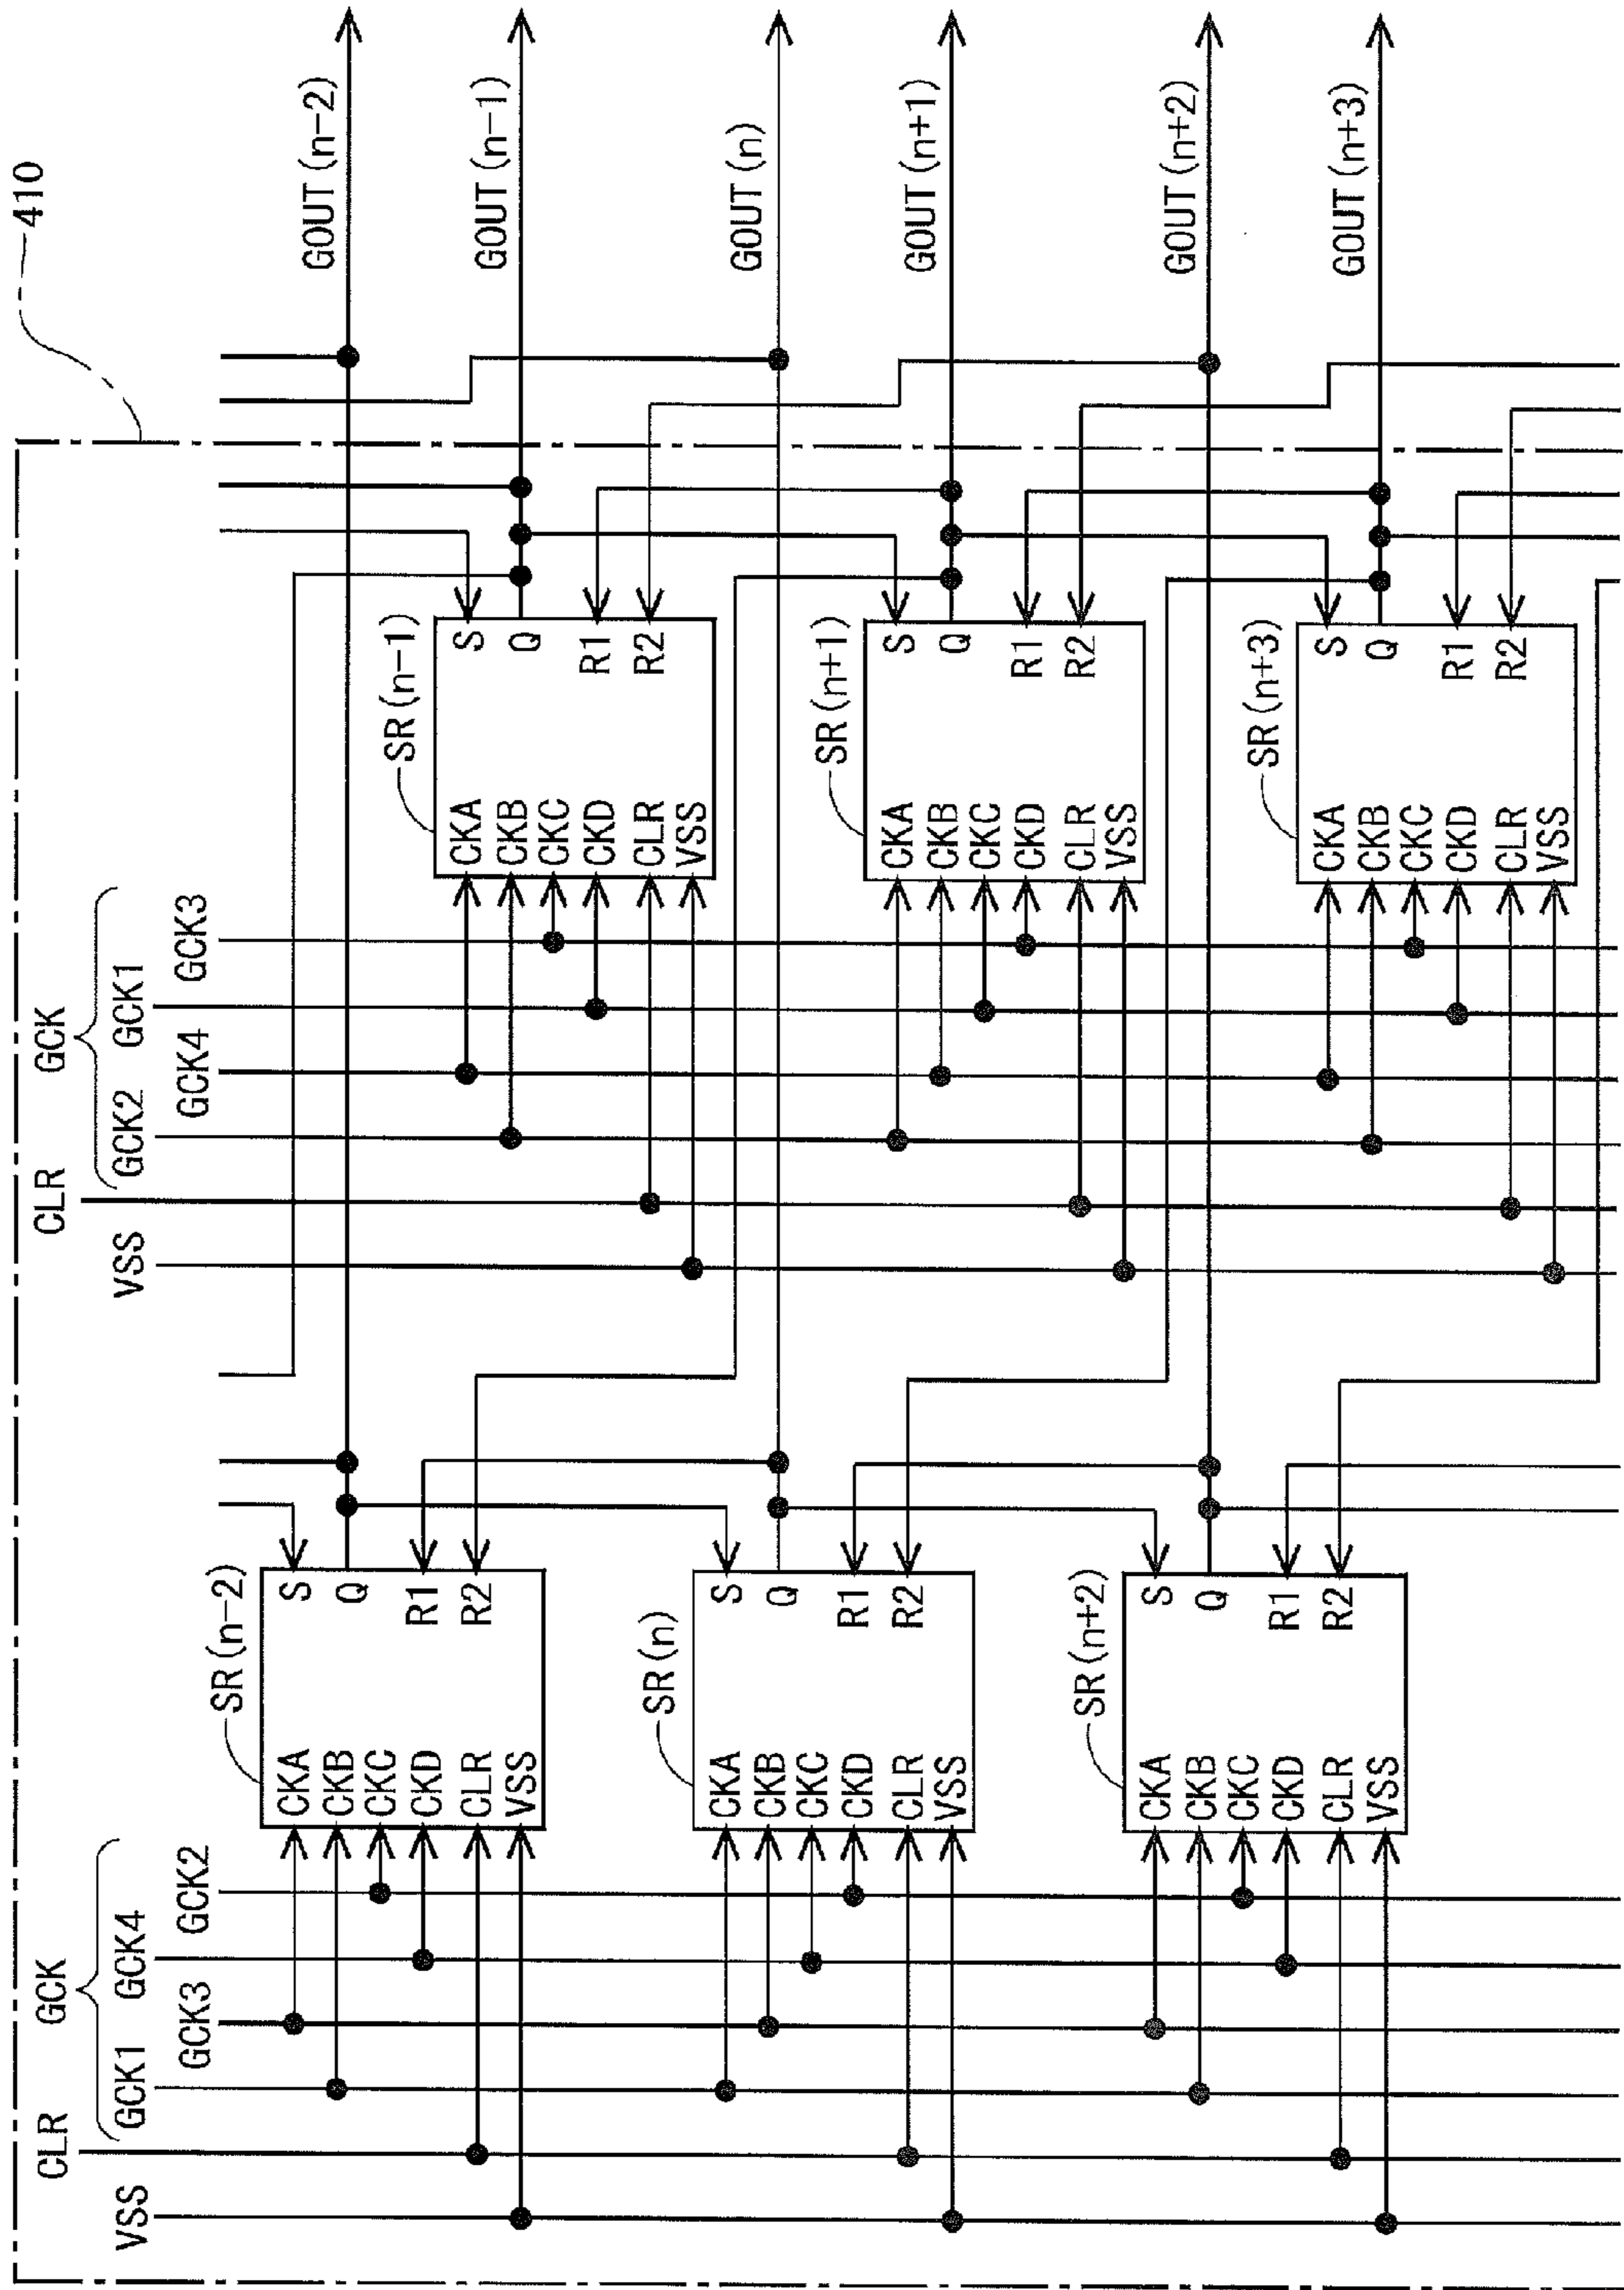 410
VSS
CLR
GCK
GCK1
GCK3
GCK4
GCK2
SR(n-2)
CKA
CKB
CKC
CKD
CLR
VSS
S
Q
R1
R2
SR(n)
CKA
CKB
CKC
CKD
CLR
VSS
S
Q
R1
R2
SR(n+2)
CKA
CKB
CKC
CKD
CLR
VSS
S
Q
R1
R2
VSS
CLR
GCK
GCK2
GCK4
GCK1
GCK3
SR(n-1)
CKA
CKB
CKC
CKD
CLR
VSS
S
Q
R1
R2
SR(n+1)
CKA
CKB
CKC
CKD
CLR
VSS
S
Q
R1
R2
SR(n+3)
CKA
CKB
CKC
CKD
CLR
VSS
S
Q
R1
R2
GOUT(n-2)
GOUT(n-1)
GOUT(n)
GOUT(n+1)
GOUT(n+2)
GOUT(n+3)